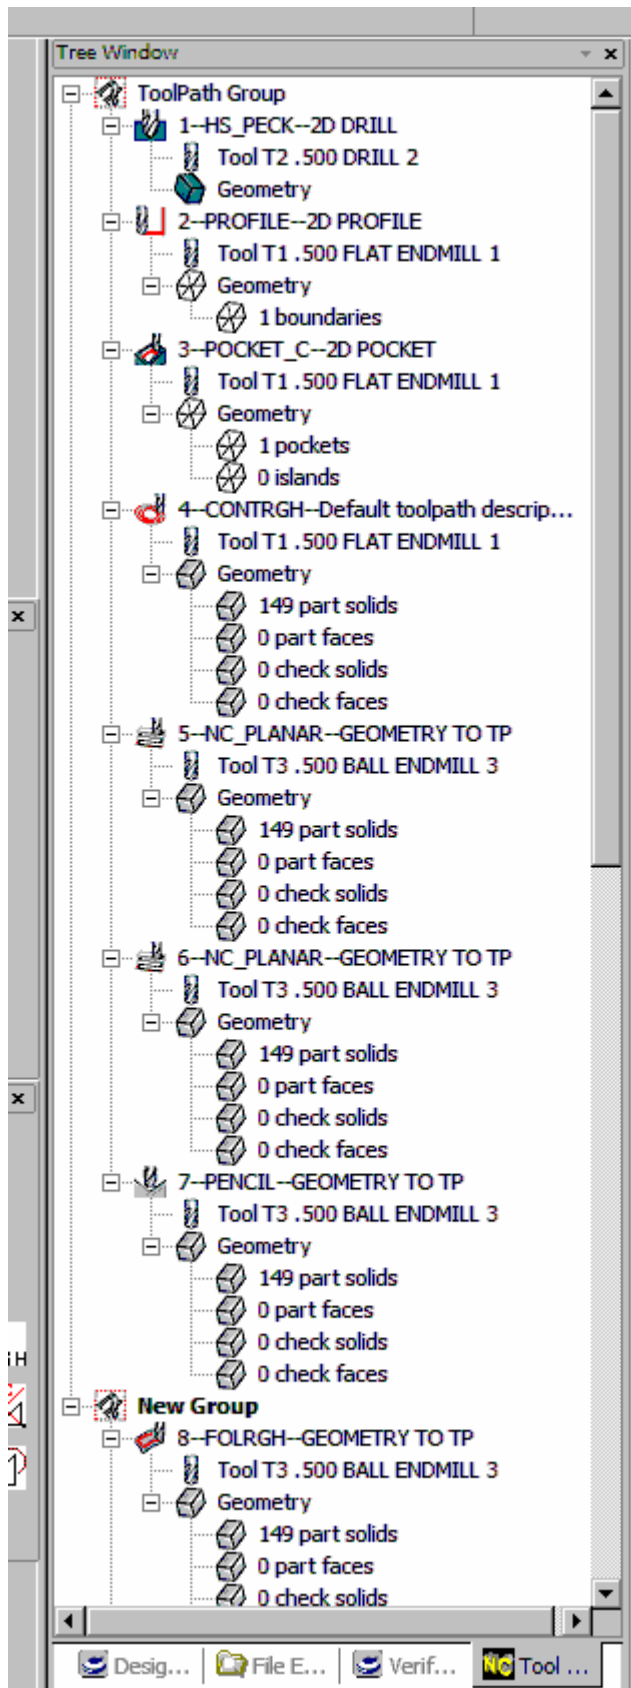 Tree Window
ToolPath Group
1--HS_PECK--2D DRILL
Tool T2 .500 DRILL 2
Geometry
2--PROFILE--2D PROFILE
Tool T1 .500 FLAT ENDMILL 1
Geometry
1 boundaries
3--POCKET_C--2D POCKET
Tool T1 .500 FLAT ENDMILL 1
Geometry
1 pockets
0 islands
4--CONTRGH--Default toolpath descrip...
Tool T1 .500 FLAT ENDMILL 1
Geometry
149 part solids
0 part faces
0 check solids
0 check faces
5--NC_PLANAR--GEOMETRY TO TP
Tool T3 .500 BALL ENDMILL 3
Geometry
149 part solids
0 part faces
0 check solids
0 check faces
6--NC_PLANAR--GEOMETRY TO TP
Tool T3 .500 BALL ENDMILL 3
Geometry
149 part solids
0 part faces
0 check solids
0 check faces
7--PENCIL--GEOMETRY TO TP
Tool T3 .500 BALL ENDMILL 3
Geometry
149 part solids
0 part faces
0 check solids
0 check faces
New Group
8--FOLRGH--GEOMETRY TO TP
Tool T3 .500 BALL ENDMILL 3
Geometry
149 part solids
0 part faces
0 check solids
Desig... File E... Verif... NC Tool ...